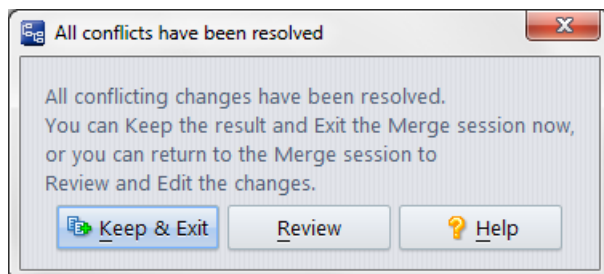 All conflicts have been resolved
All conflicting changes have been resolved.
You can Keep the result and Exit the Merge session now,
or you can return to the Merge session to
Review and Edit the changes.
Keep & Exit Review Help